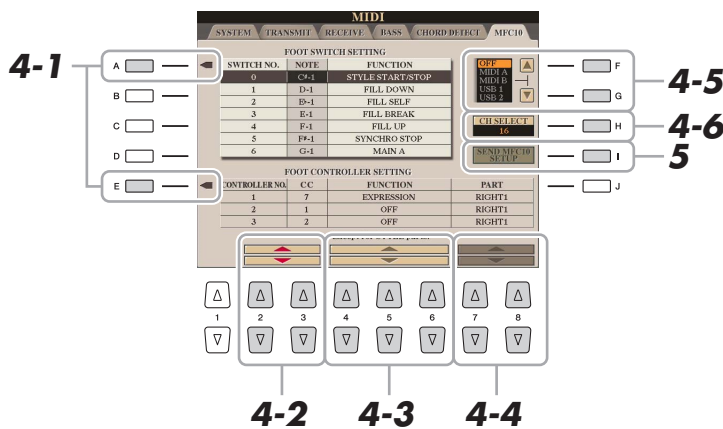 MIDI
SYSTEM TRANSMIT RECEIVE BASS CHORD DETECT MFC10
FOOT SWITCH SETTING
SWITCH NO. NOTE FUNCTION
0 C#-1 STYLE START/STOP
1 D-1 FILL DOWN
2 E♭-1 FILL SELF
3 E-1 FILL BREAK
4 F-1 FILL UP
5 F#-1 SYNCHRO STOP
6 G-1 MAIN A
OFF
MIDI A
MIDI B
USB 1
USB 2
CH SELECT
16
SEND MFC10
SETUP
FOOT CONTROLLER SETTING
CONTROLLER NO. CC FUNCTION PART
1 7 EXPRESSION RIGHT1
2 1 OFF RIGHT1
3 2 OFF RIGHT1
A
B
C
D
E
F
G
H
I
J
1 2 3 4 5 6 7 8
4-1
4-5
4-6
5
4-2 4-3 4-4